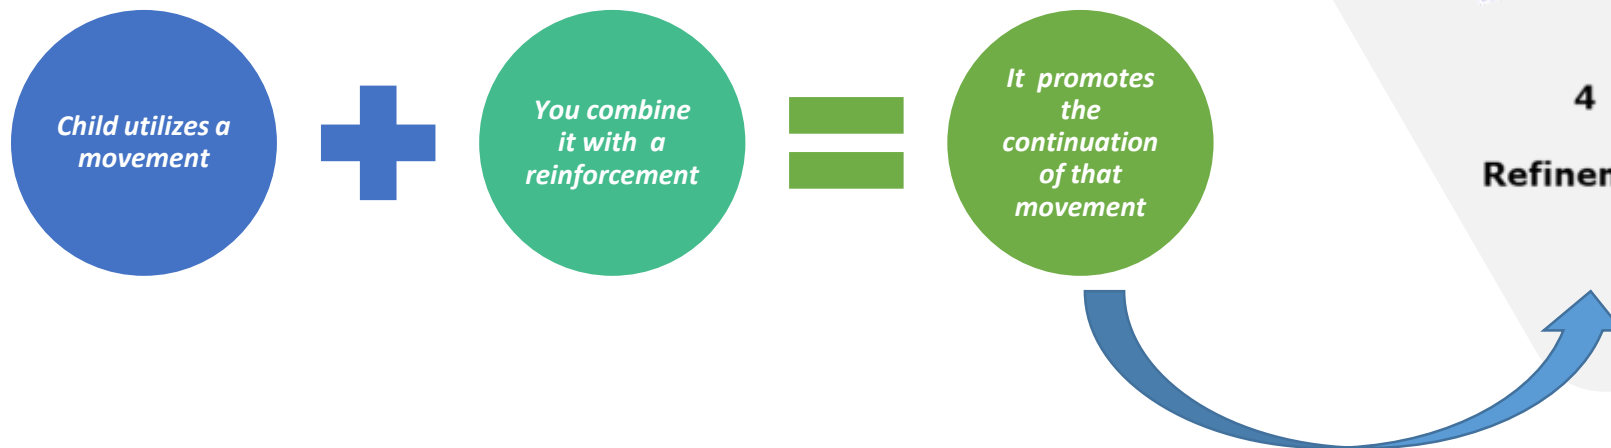 Child utilizes a
movement
You combine
it with a
reinforcement
It promotes
the
continuation
of that
movement
4